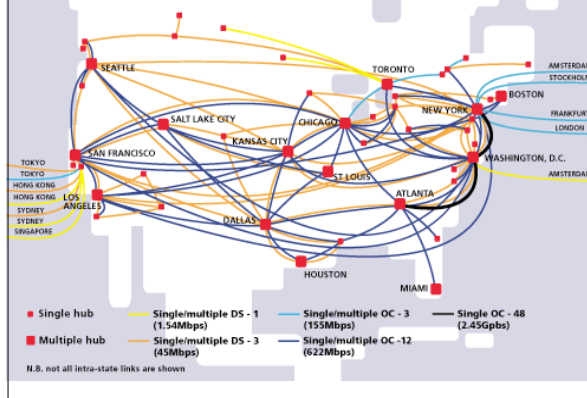 TORONTO
AMSTERDAM
STOCKHOLM
SEATTLE
BOSTON
NEW YORK
SALT LAKE CITY
CHICAGO
FRANKFURT
LONDON
KANSAS CITY
SAN FRANCISCO
WASHINGTON, D.C.
TOKYO
TOKYO
ST LOUIS
AMSTERDAM
HONG KONG
HONG KONG
LOS
ANGELES
ATLANTA
SYDNEY
SYDNEY
DALLAS
SINGAPORE
HOUSTON
MIAMI
Single hub
Single/multiple DS - 1
(1.54Mbps)
Single/multiple OC - 3
(155Mbps)
Single OC - 48
(2.45Gpbs)
Multiple hub
Single/multiple DS - 3
(45Mbps)
Single/multiple OC -12
(622Mbps)
N.B. not all intra-state links are shown